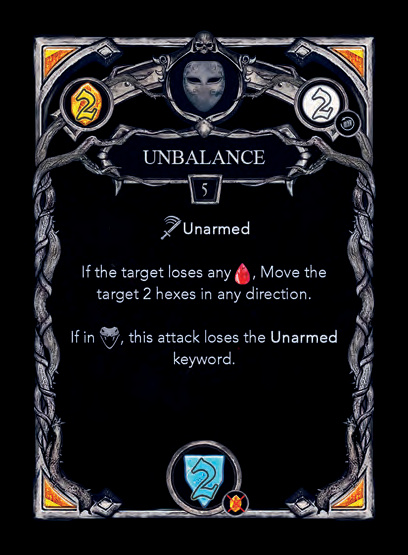 2
2
UNBALANCE
5
Unarmed
If the target loses any , Move the
target 2 hexes in any direction.
If in , this attack loses the Unarmed
keyword.
2